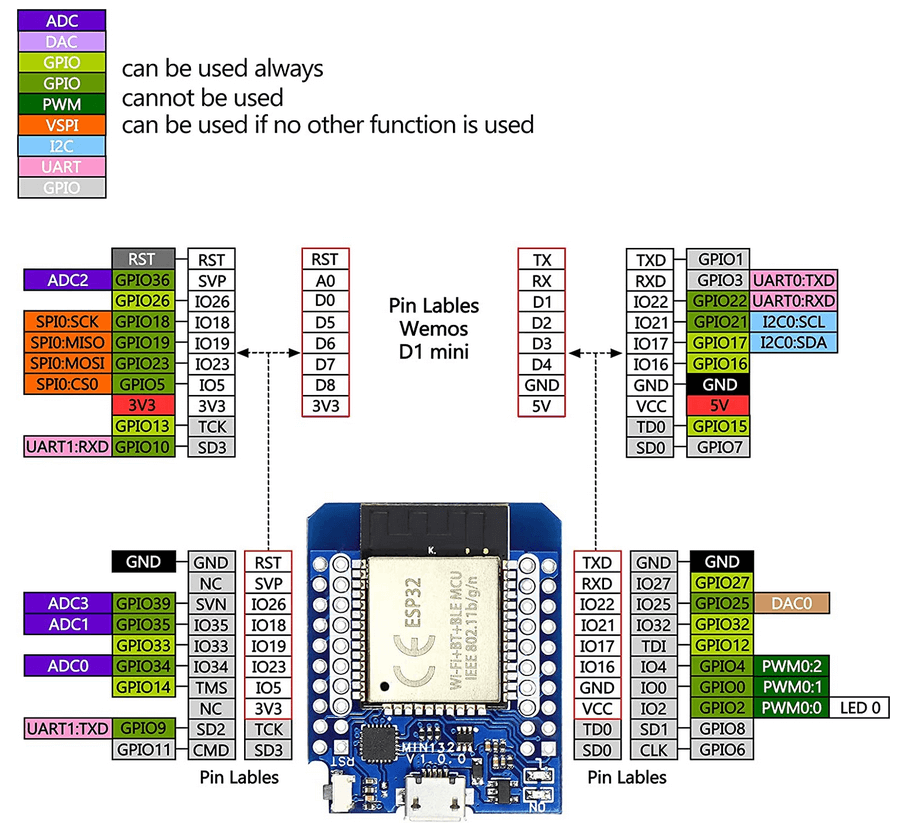 ADC
DAC
GPIO
GPIO
PWM
VSPI
I2C
UART
GPIO
can be used always
cannot be used
can be used if no other function is used
RST RST
ADC2 GPIO36 SVP
GPIO26 IO26
SPI0:SCK GPIO18 IO18
SPI0:MISO GPIO19 IO19
SPI0:MOSI GPIO23 IO23
SPI0:CS0 GPIO5 IO5
3V3 3V3
GPIO13 TCK
UART1:RXD GPIO10 SD3
RST
A0
D0
D5
D6
D7
D8
3V3
Pin Lables
Wemos
D1 mini
TX
RX
D1
D2
D3
D4
GND
5V
TXD GPIO1
RXD GPIO3 UART0:TXD
IO22 GPIO22 UART0:RXD
IO21 GPIO21 I2C0:SCL
IO17 GPIO17 I2C0:SDA
IO16 GPIO16
GND GND
VCC 5V
TD0 GPIO15
SD0 GPIO7
GND GND RST
NC SVP
ADC3 GPIO39 SVN IO26
ADC1 GPIO35 IO35 IO18
GPIO33 IO33 IO19
ADC0 GPIO34 IO34 IO23
GPIO14 TMS IO5
NC 3V3
UART1:TXD GPIO9 SD2 TCK
GPIO11 CMD SD3
Pin Lables
K.
CE ESP32
Wi-Fi+BT+BLE MCU
IEEE 802.11b/g/n
MINI32
V1.0.0
RST
L
ON
TXD GND GND
RXD IO27 GPIO27
IO22 IO25 GPIO25 DAC0
IO21 IO32 GPIO32
IO17 TDI GPIO12
IO16 IO4 GPIO4 PWM0:2
GND IO0 GPIO0 PWM0:1
VCC IO2 GPIO2 PWM0:0 LED 0
TD0 SD1 GPIO8
SD0 CLK GPIO6
Pin Lables